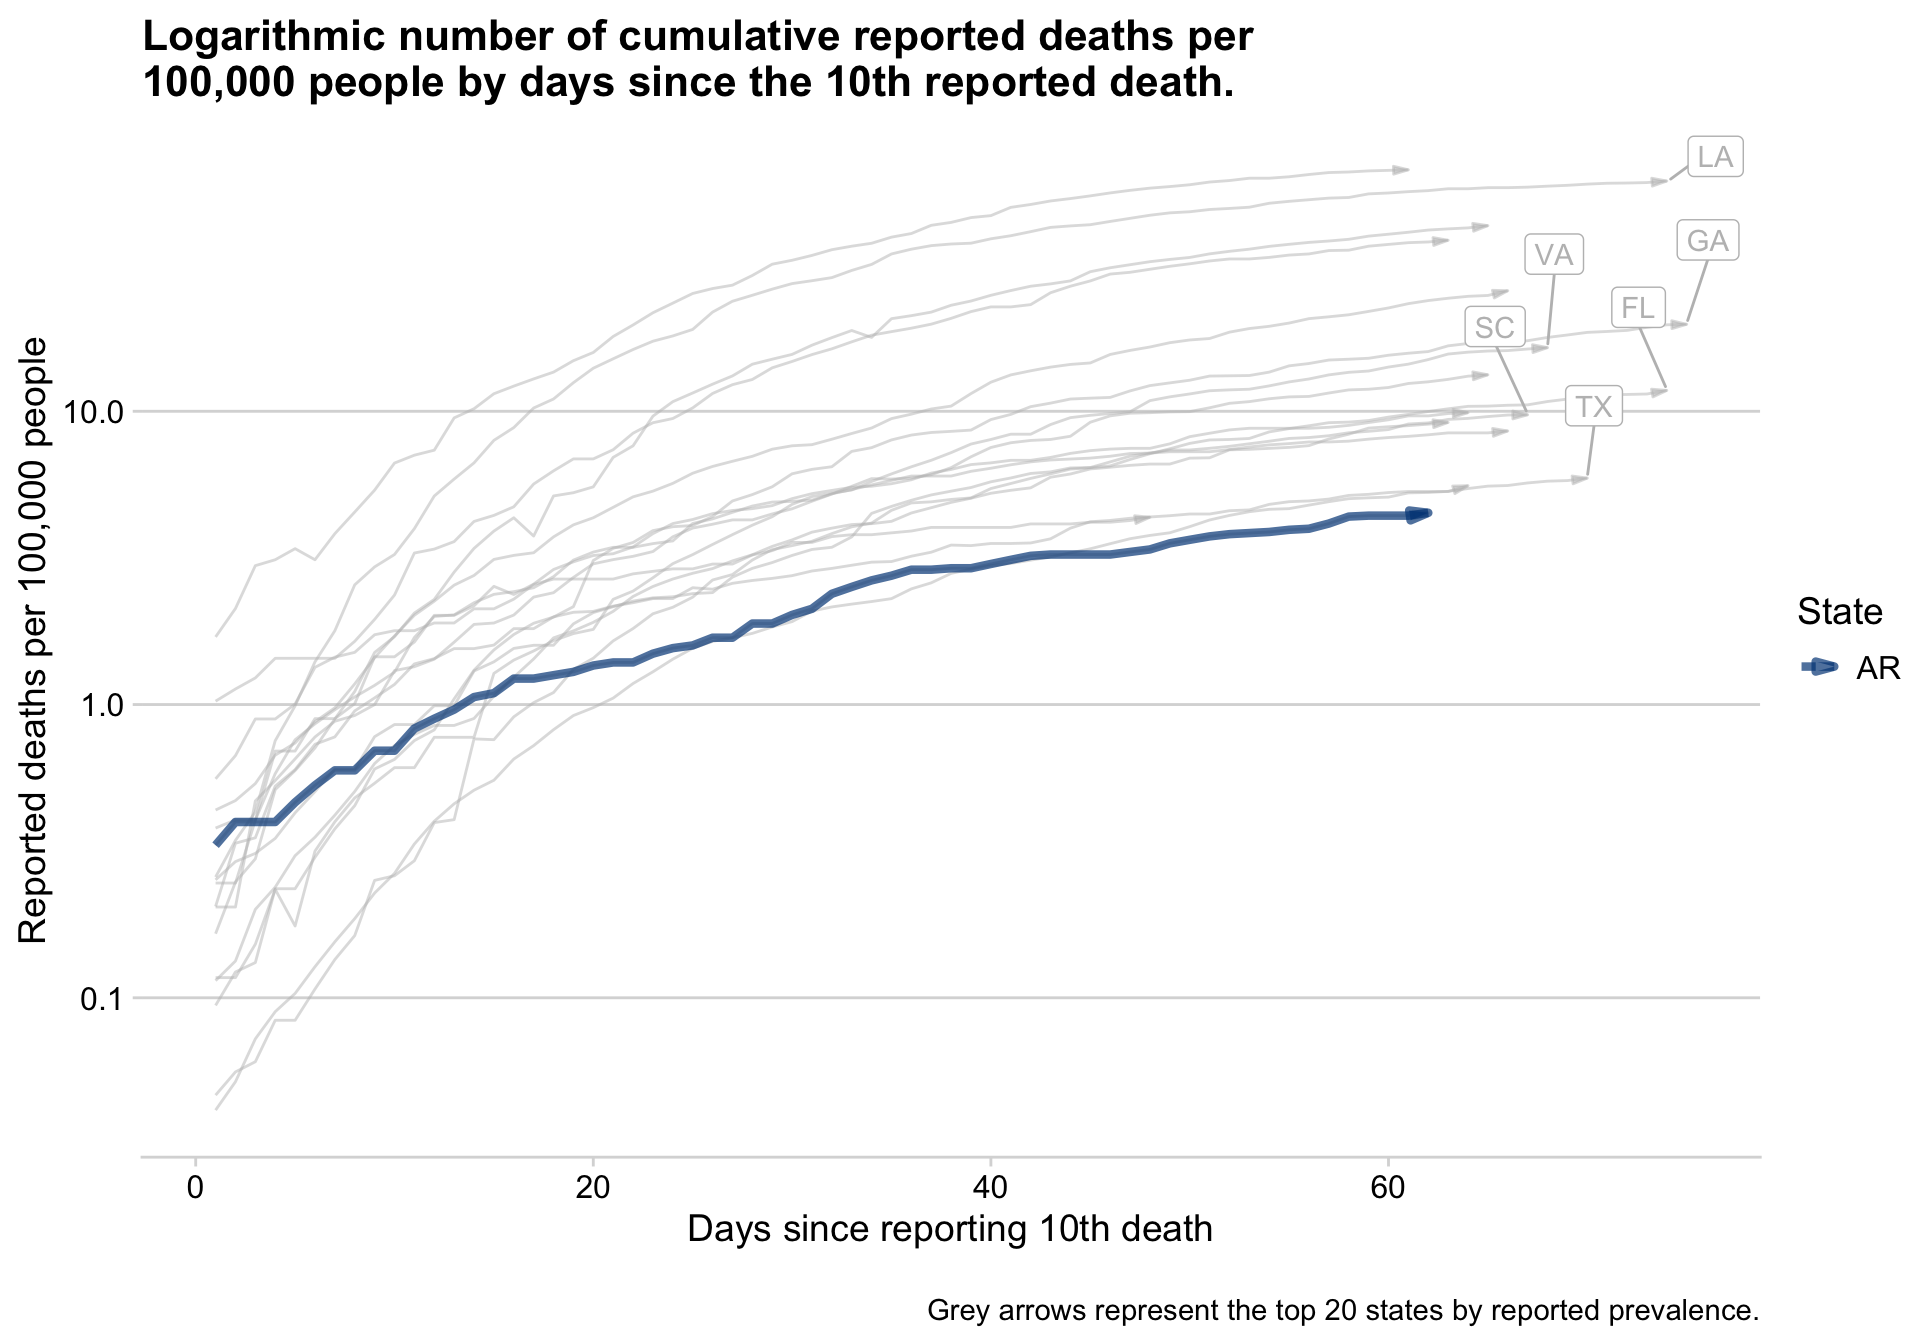 Logarithmic number of cumulative reported deaths per
100,000 people by days since the 10th reported death.
LA
GA
VA
FL
SC
TX
10.0
1.0
0.1
Reported deaths per 100,000 people
State
AR
0
20
40
60
Days since reporting 10th death
Grey arrows represent the top 20 states by reported prevalence.